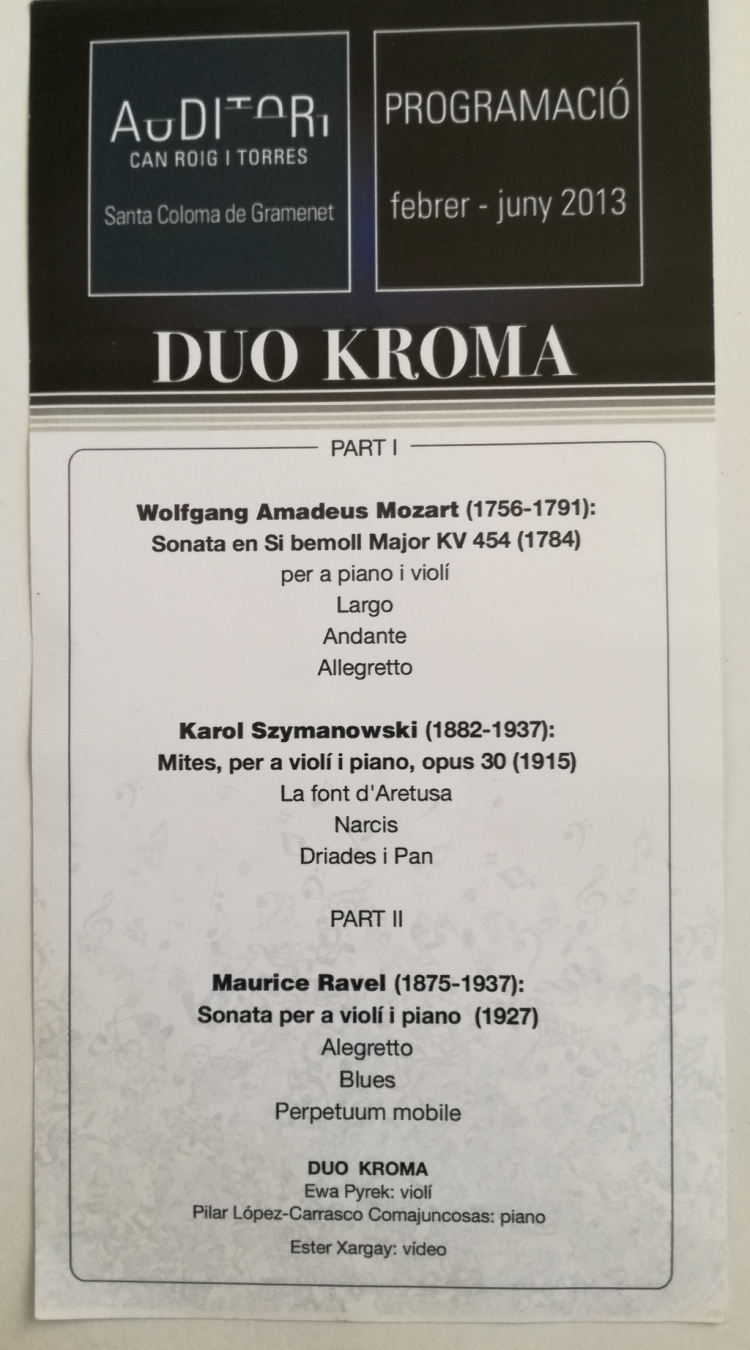 AUDITORI
CAN ROIG I TORRES
Santa Coloma de Gramenet
PROGRAMACIÓ
febrer - juny 2013
DUO KROMA
PART I
Wolfgang Amadeus Mozart (1756-1791):
Sonata en Si bemoll Major KV 454 (1784)
per a piano i violí
Largo
Andante
Allegretto
Karol Szymanowski (1882-1937):
Mites, per a violí i piano, opus 30 (1915)
La font d'Aretusa
Narcis
Driades i Pan
PART II
Maurice Ravel (1875-1937):
Sonata per a violí i piano (1927)
Alegretto
Blues
Perpetuum mobile
DUO KROMA
Ewa Pyrek: violí
Pilar López-Carrasco Comajuncosas: piano
Ester Xargay: vídeo